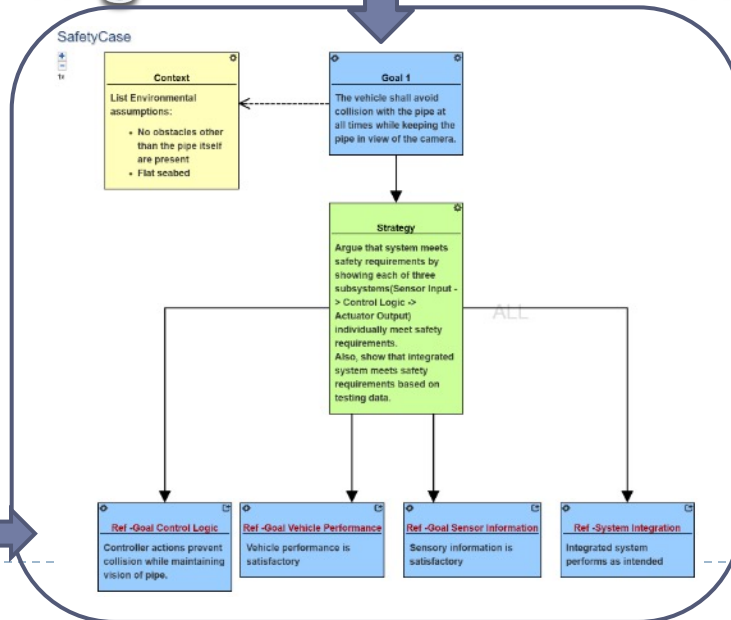 SafetyCase
1x
Context
List Environmental
assumptions:
• No obstacles other
than the pipe itself
are present
• Flat seabed
Goal 1
The vehicle shall avoid
collision with the pipe at
all times while keeping the
pipe in view of the camera.
Strategy
Argue that system meets
safety requirements by
showing each of three
subsystems(Sensor Input -
> Control Logic ->
Actuator Output)
individually meet safety
requirements.
Also, show that integrated
system meets safety
requirements based on
testing data.
ALL
Ref -Goal Control Logic
Controller actions prevent
collision while maintaining
vision of pipe.
Ref -Goal Vehicle Performance
Vehicle performance is
satisfactory
Ref -Goal Sensor Information
Sensory information is
satisfactory
Ref -System Integration
Integrated system
performs as intended